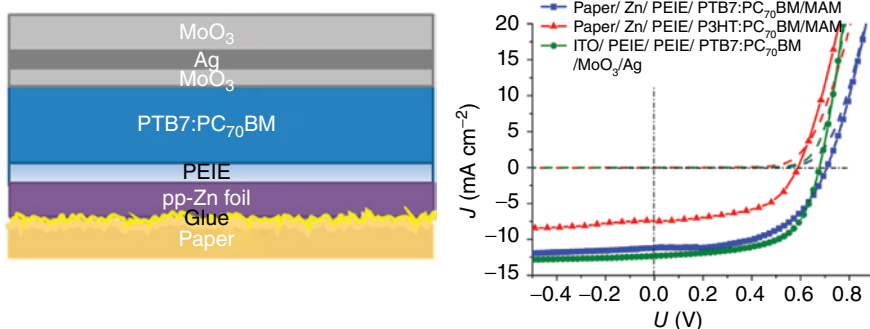 MoO₃
Ag
MoO₃
PTB7:PC₇₀BM
PEIE
pp-Zn foil
Glue
Paper
Paper/ Zn/ PEIE/ PTB7:PC₇₀BM/MAM
Paper/ Zn/ PEIE/ P3HT:PC₇₀BM/MAM
ITO/ PEIE/ PEIE/ PTB7:PC₇₀BM
/MoO₃/Ag
20
15
10
5
0
−5
−10
−15
J (mA cm⁻²)
−0.4 −0.2 0.0 0.2 0.4 0.6 0.8
U (V)